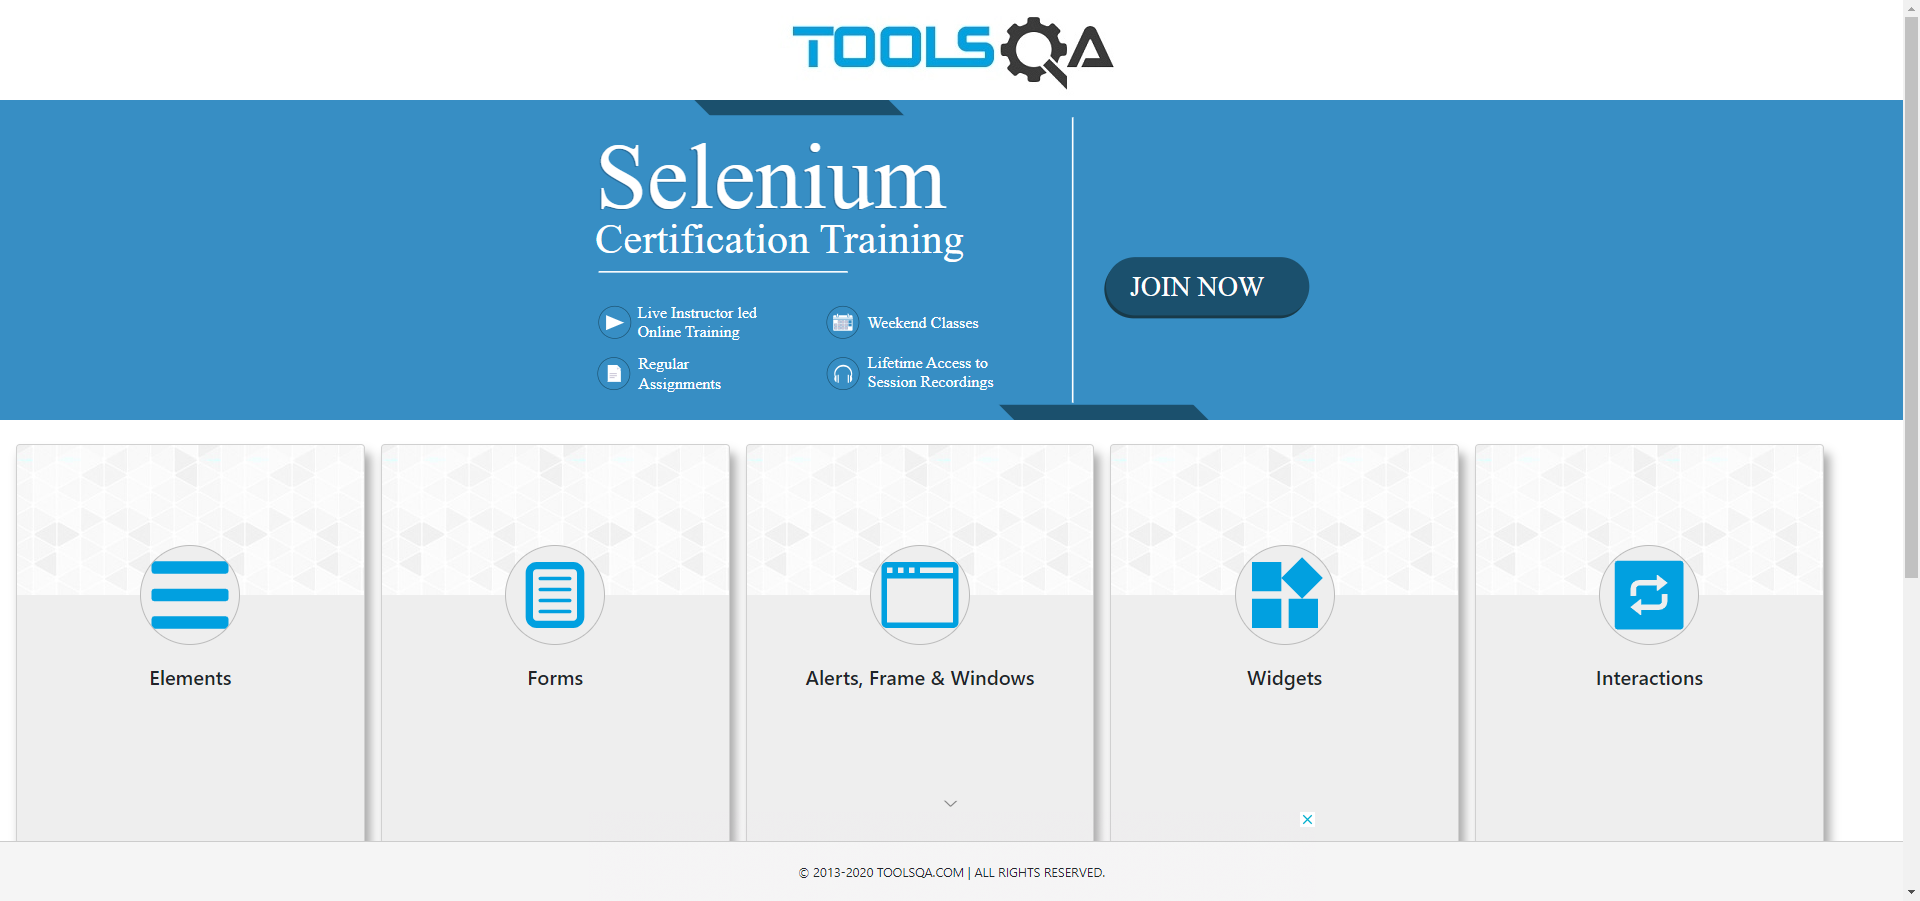 TOOLSQA
Selenium
Certification Training
JOIN NOW
Live Instructor led
Online Training
Weekend Classes
Regular
Assignments
Lifetime Access to
Session Recordings
Elements
Forms
Alerts, Frame & Windows
Widgets
Interactions
© 2013-2020 TOOLSQA.COM | ALL RIGHTS RESERVED.